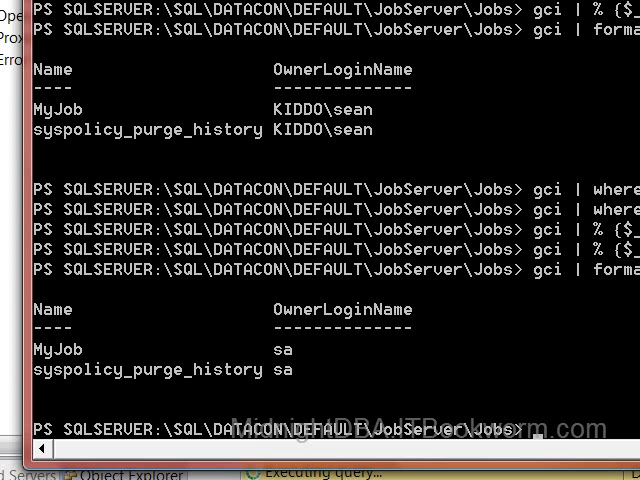 PS SQLSERVER:\SQL\DATACON\DEFAULT\JobServer\Jobs> gci | % {$_
Ope
PS SQLSERVER:\SQL\DATACON\DEFAULT\JobServer\Jobs> gci | forma
Prox
Erro
Name OwnerLoginName
---- --------------
MyJob KIDDO\sean
syspolicy_purge_history KIDDO\sean
PS SQLSERVER:\SQL\DATACON\DEFAULT\JobServer\Jobs> gci | where
PS SQLSERVER:\SQL\DATACON\DEFAULT\JobServer\Jobs> gci | where
PS SQLSERVER:\SQL\DATACON\DEFAULT\JobServer\Jobs> gci | % {$_
PS SQLSERVER:\SQL\DATACON\DEFAULT\JobServer\Jobs> gci | % {$_
PS SQLSERVER:\SQL\DATACON\DEFAULT\JobServer\Jobs> gci | forma
Name OwnerLoginName
---- --------------
MyJob sa
syspolicy_purge_history sa
PS SQLSERVER:\SQL\DATACON\DEFAULT\JobServer\Jobs> _
MidnightDBA.ITBookworm.com
d Servers Object Explorer Executing query...